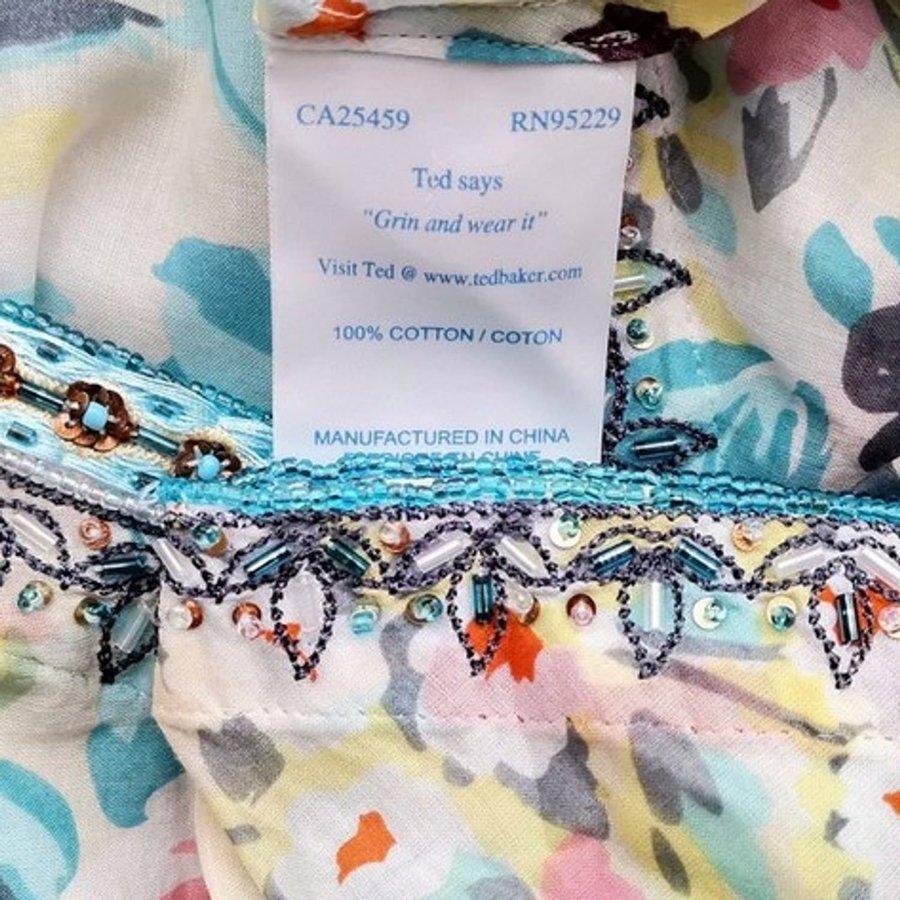 CA25459 RN95229
Ted says
"Grin and wear it"
Visit Ted @ www.tedbaker.com
100% COTTON / COTON
MANUFACTURED IN CHINA